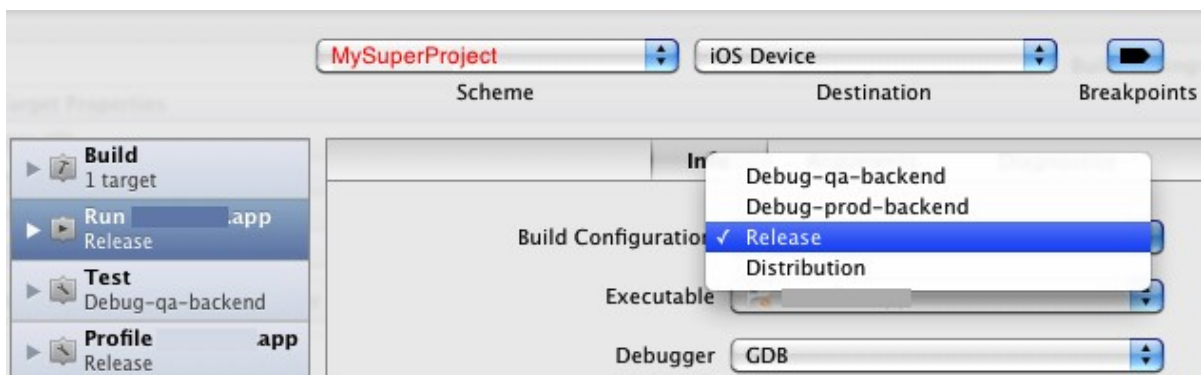 MySuperProject
iOS Device
Scheme
Destination
Breakpoints
Build
1 target
Run .app
Release
Test
Debug-qa-backend
Profile .app
Release
Info
Build Configuration
Debug-qa-backend
Debug-prod-backend
✓ Release
Distribution
Executable
Debugger
GDB